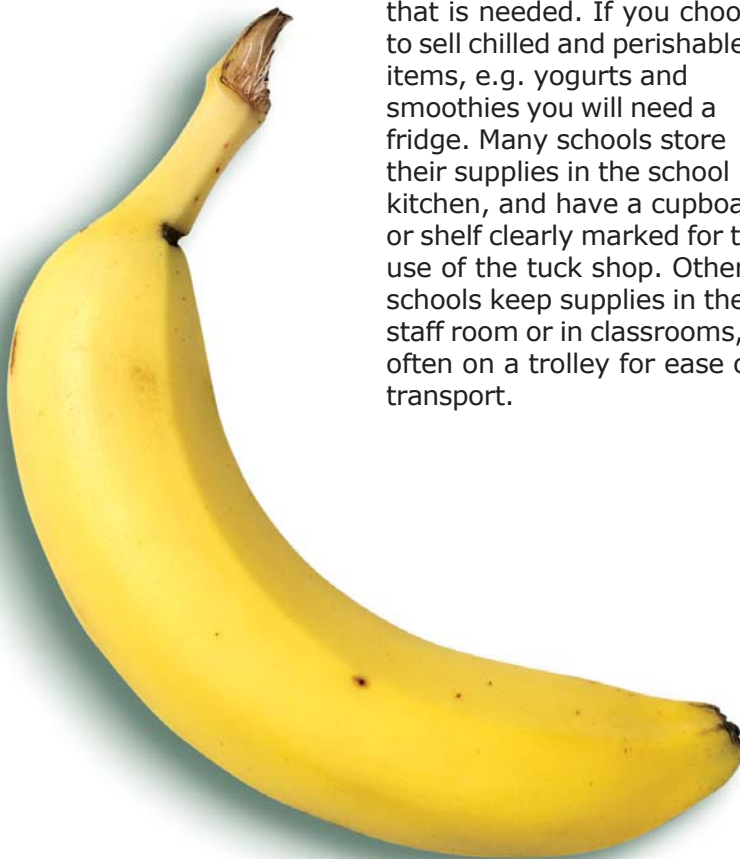 that is needed. If you choo
to sell chilled and perishable
items, e.g. yogurts and
smoothies you will need a
fridge. Many schools store
their supplies in the school
kitchen, and have a cupboa
or shelf clearly marked for t
use of the tuck shop. Other
schools keep supplies in the
staff room or in classrooms,
often on a trolley for ease o
transport.